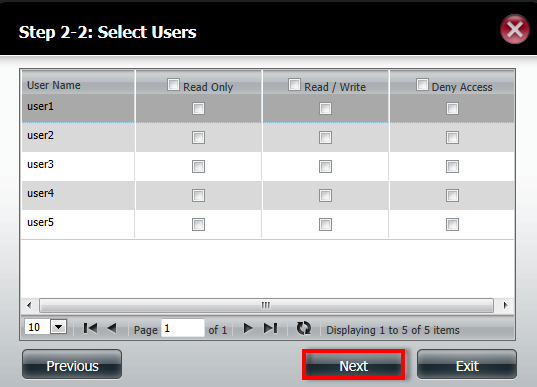 Step 2-2: Select Users
User Name Read Only Read / Write Deny Access
user1
user2
user3
user4
user5
10 Page 1 of 1 Displaying 1 to 5 of 5 items
Previous Next Exit